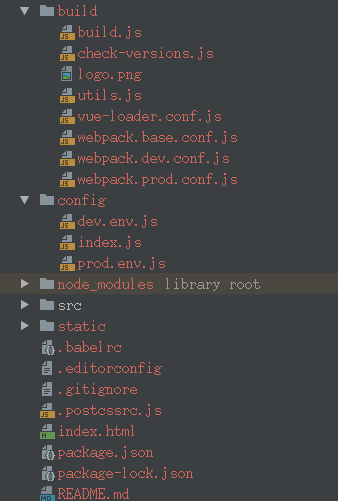 build
build.js
check-versions.js
logo.png
utils.js
vue-loader.conf.js
webpack.base.conf.js
webpack.dev.conf.js
webpack.prod.conf.js
config
dev.env.js
index.js
prod.env.js
node_modules library root
src
static
.babelrc
.editorconfig
.gitignore
.postcssrc.js
index.html
package.json
package-lock.json
README.md